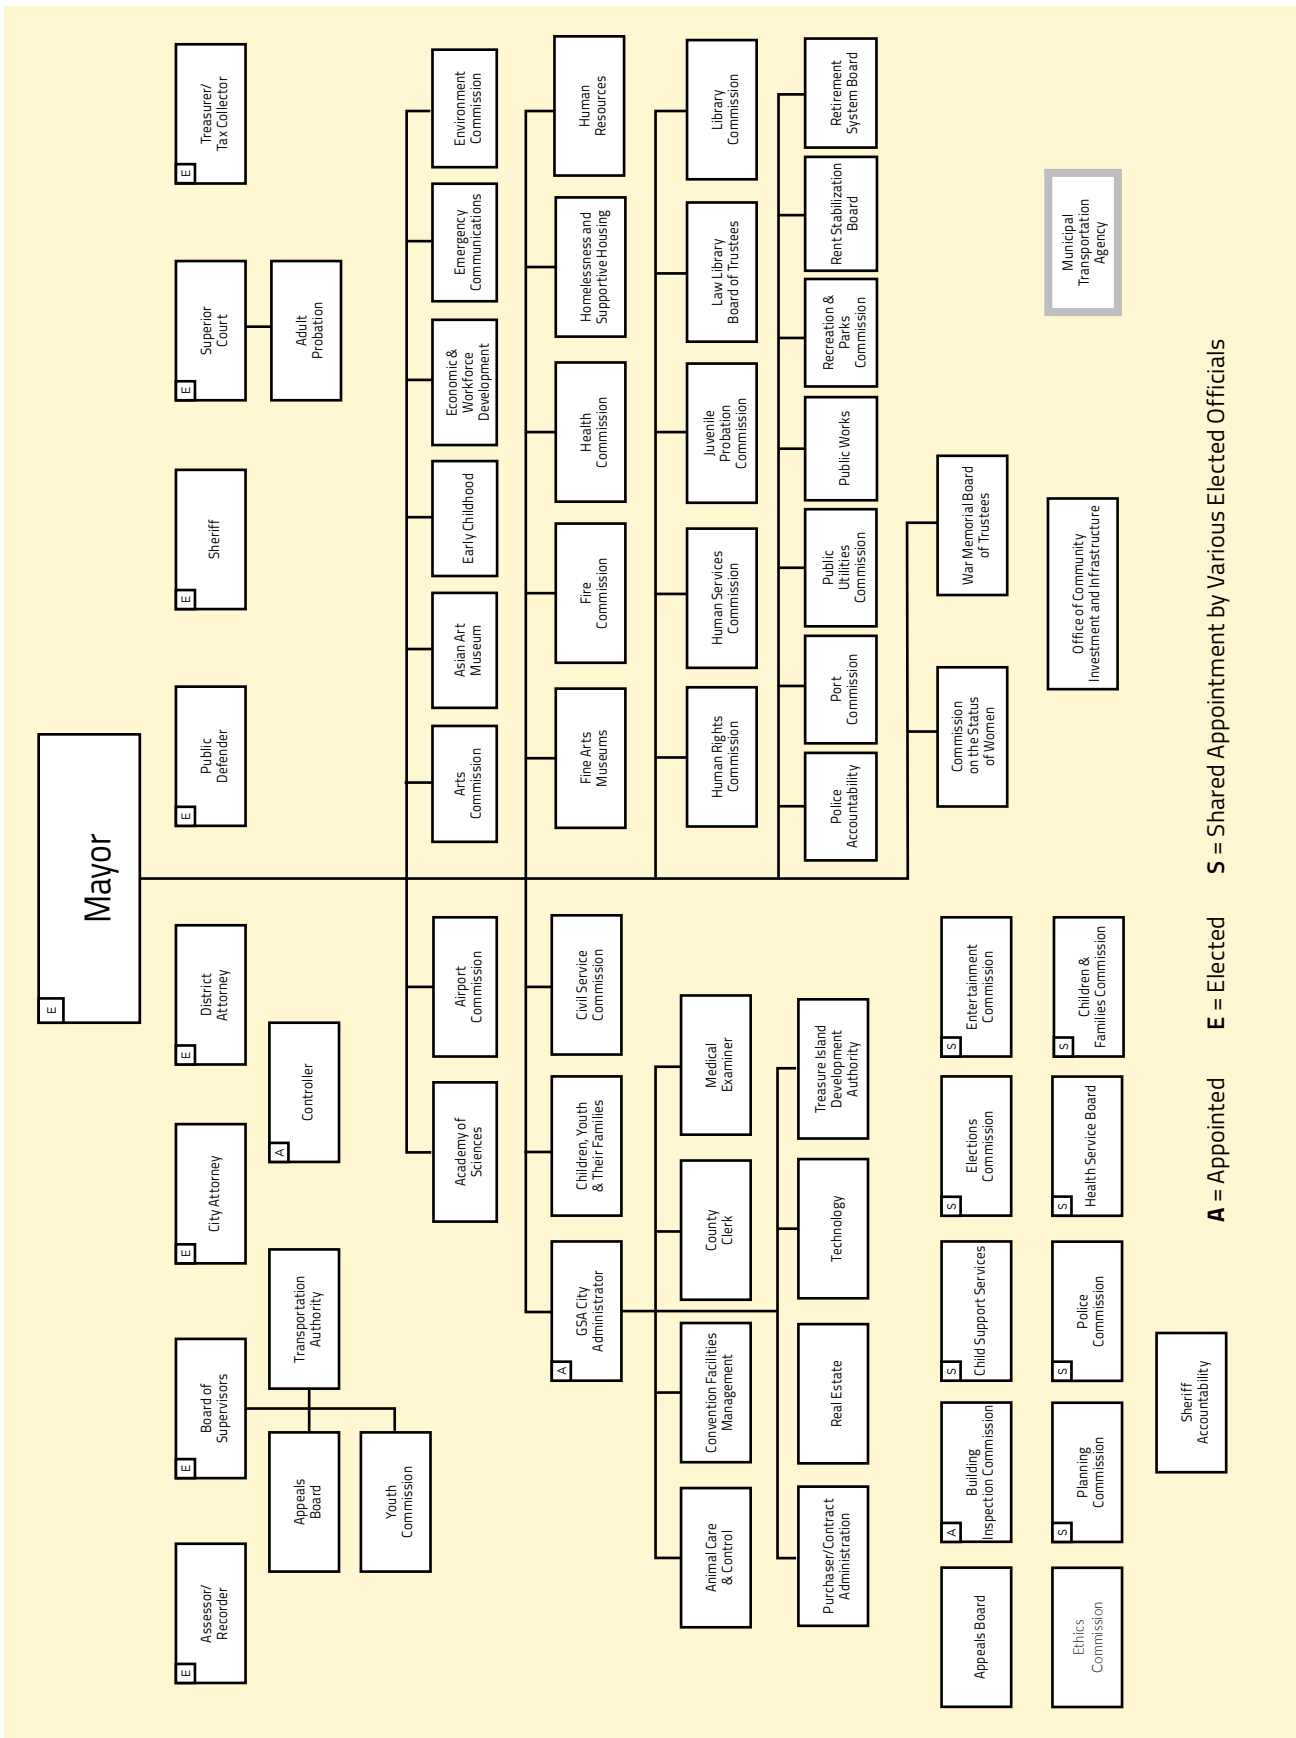 E
Mayor
E
Assessor/
Recorder
E
Board of
Supervisors
E
City Attorney
E
District
Attorney
E
Public
Defender
E
Sheriff
E
Superior
Court
E
Treasurer/
Tax Collector
Appeals
Board
Transportation
Authority
A
Controller
Adult
Probation
Youth
Commission
Academy of
Sciences
Airport
Commission
Arts
Commission
Asian Art
Museum
Early Childhood
Economic &
Workforce
Development
Emergency
Communications
Environment
Commission
A
GSA City
Administrator
Children, Youth
& Their Families
Civil Service
Commission
Fine Arts
Museums
Fire
Commission
Health
Commission
Homelessness and
Supportive Housing
Human
Resources
Animal Care
& Control
Convention Facilities
Management
County
Clerk
Medical
Examiner
Human Rights
Commission
Human Services
Commission
Juvenile
Probation
Commission
Law Library
Board of Trustees
Library
Commission
Purchaser/Contract
Administration
Real Estate
Technology
Treasure Island
Development
Authority
Police
Accountability
Port
Commission
Public
Utilities
Commission
Public Works
Recreation &
Parks
Commission
Rent Stabilization
Board
Retirement
System Board
Appeals Board
A
Building
Inspection Commission
S
Child Support Services
S
Elections
Commission
S
Entertainment
Commission
Commission
on the Status
of Women
War Memorial Board
of Trustees
Ethics
Commission
S
Planning
Commission
S
Police
Commission
S
Health Service Board
S
Children &
Families Commission
Office of Community
Investment and Infrastructure
Municipal
Transportation
Agency
Sheriff
Accountability
A = Appointed E = Elected S = Shared Appointment by Various Elected Officials